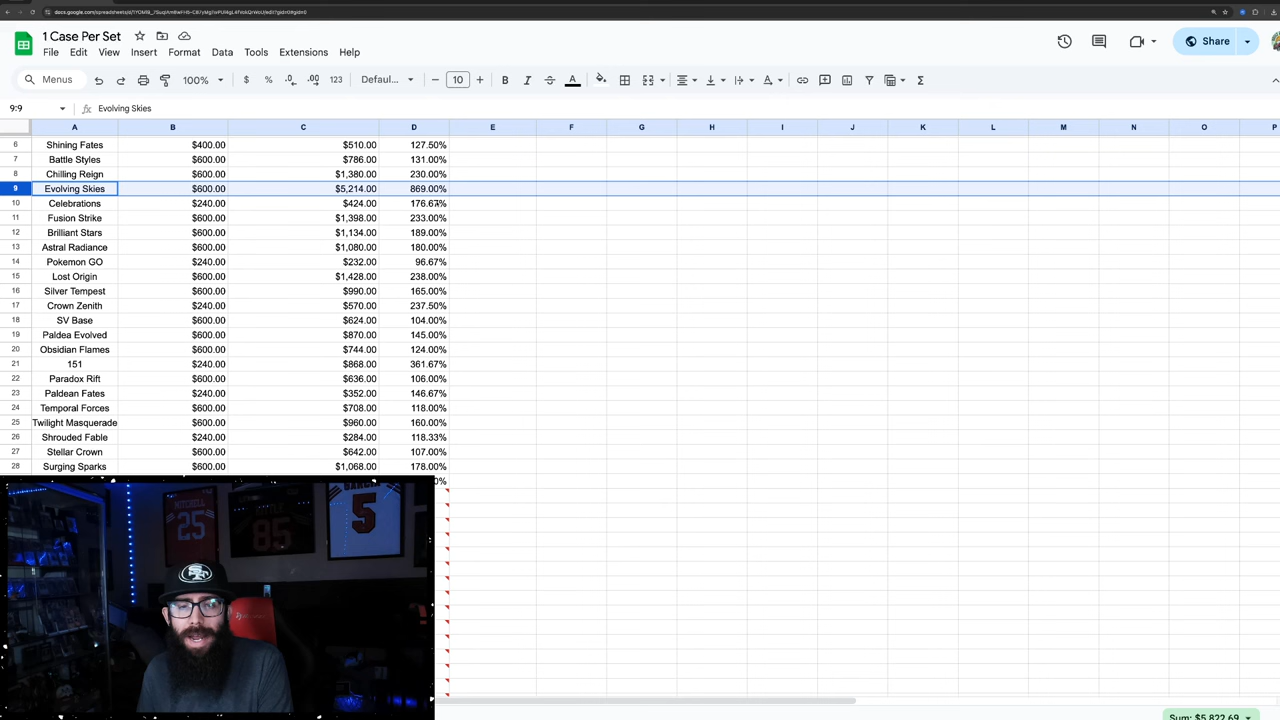 1 Case Per Set
Share
File Edit View Insert Format Data Tools Extensions Help
Menus 100% $ % .0 .00 123 Defaul... − 10 + B I A Σ
9:9 fx Evolving Skies
A B C D E F G H I J K L M N O P
6 Shining Fates $400.00 $510.00 127.50%
7 Battle Styles $600.00 $786.00 131.00%
8 Chilling Reign $600.00 $1,380.00 230.00%
9 Evolving Skies $600.00 $5,214.00 869.00%
10 Celebrations $240.00 $424.00 176.67%
11 Fusion Strike $600.00 $1,398.00 233.00%
12 Brilliant Stars $600.00 $1,134.00 189.00%
13 Astral Radiance $600.00 $1,080.00 180.00%
14 Pokemon GO $240.00 $232.00 96.67%
15 Lost Origin $600.00 $1,428.00 238.00%
16 Silver Tempest $600.00 $990.00 165.00%
17 Crown Zenith $240.00 $570.00 237.50%
18 SV Base $600.00 $624.00 104.00%
19 Paldea Evolved $600.00 $870.00 145.00%
20 Obsidian Flames $600.00 $744.00 124.00%
21 151 $240.00 $868.00 361.67%
22 Paradox Rift $600.00 $636.00 106.00%
23 Paldean Fates $240.00 $352.00 146.67%
24 Temporal Forces $600.00 $708.00 118.00%
25 Twilight Masquerade $600.00 $960.00 160.00%
26 Shrouded Fable $240.00 $284.00 118.33%
27 Stellar Crown $600.00 $642.00 107.00%
28 Surging Sparks $600.00 $1,068.00 178.00%
0%
MITCHELL
25
85
5
SF
Sum: $5,822.69